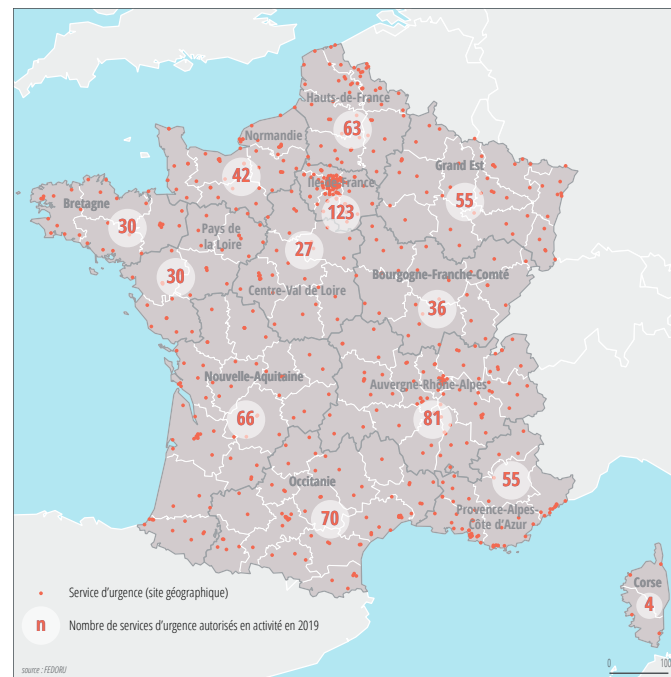 Hauts-de-France
63
Normandie
42
Île-de-France
123
Grand Est
55
Bretagne
30
Pays de
la Loire
30
27
Centre-Val de Loire
Bourgogne-Franche-Comté
36
Nouvelle-Aquitaine
66
Auvergne-Rhône-Alpes
81
Occitanie
70
55
Provence-Alpes-
Côte d'Azur
Corse
4
Service d'urgence (site géographique)
n Nombre de services d'urgence autorisés en activité en 2019
source : FEDORU
0 100